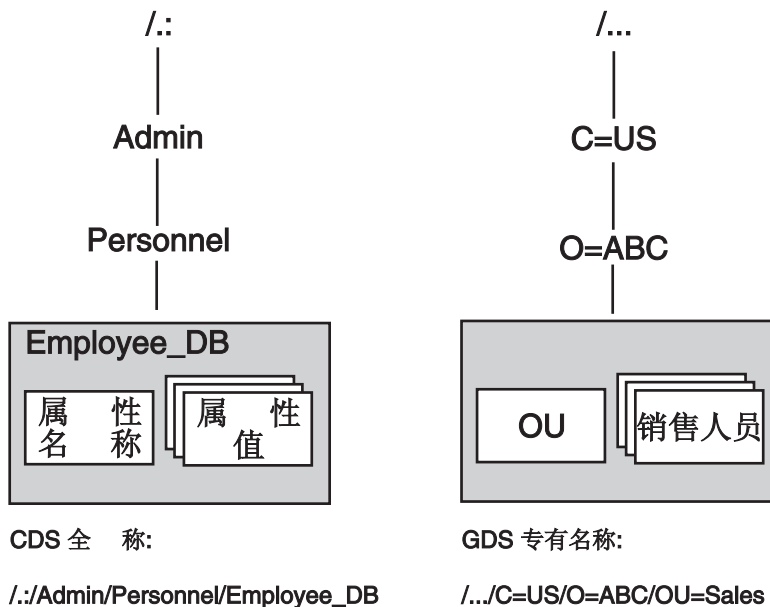 /.:
Admin
Personnel
Employee_DB
属 性
名 称
属 性
值
CDS 全 称:
/.:/Admin/Personnel/Employee_DB
/...
C=US
O=ABC
OU
销售人员
GDS 专有名称:
/.../C=US/O=ABC/OU=Sales